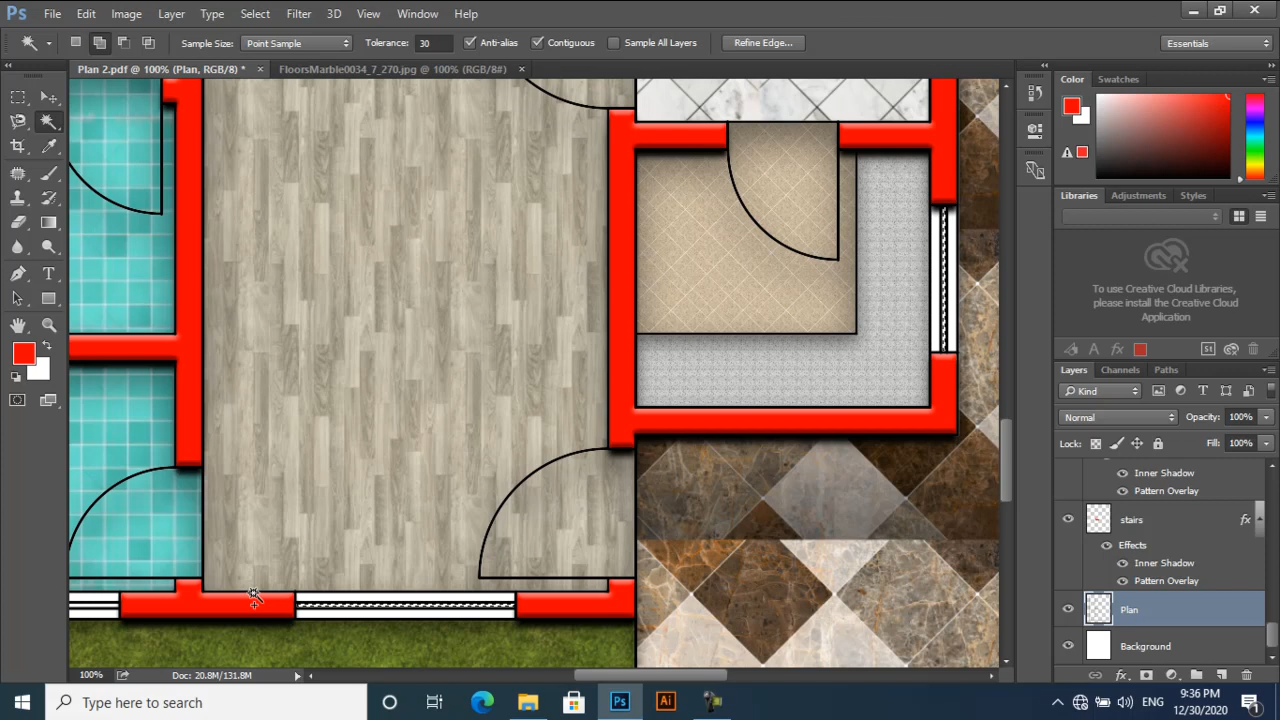 Ps File Edit Image Layer Type Select Filter 3D View Window Help
Sample Size: Point Sample Tolerance: 30 Anti-alias Contiguous Sample All Layers Refine Edge... Essentials
Plan 2.pdf @ 100% (Plan, RGB/8) * × FloorsMarble0034_7_270.jpg @ 100% (RGB/8#) ×
Color Swatches
Libraries Adjustments Styles
To use Creative Cloud Libraries,
please install the Creative Cloud
Application
Layers Channels Paths
Kind
Normal Opacity: 100%
Lock: Fill: 100%
Inner Shadow
Pattern Overlay
stairs fx
Effects
Inner Shadow
Pattern Overlay
Plan
Background
100% Doc: 20.8M/131.8M
Type here to search
Ps Ai
ENG
9:36 PM
12/30/2020
1